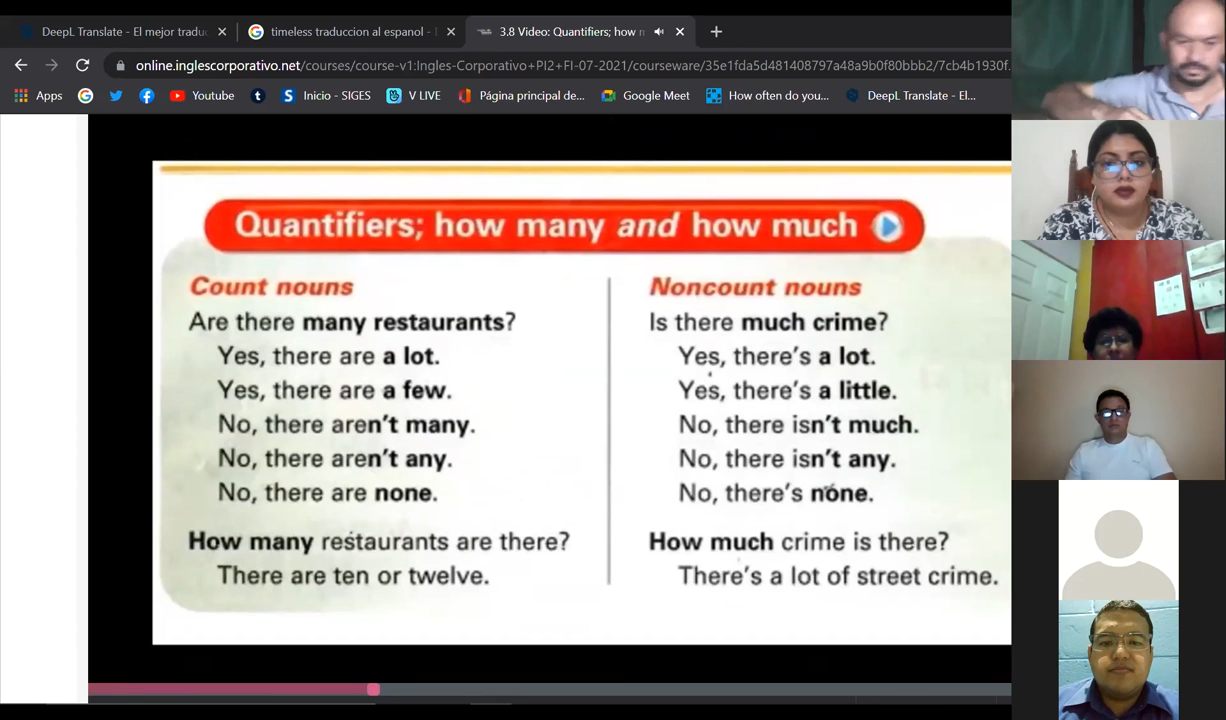 DeepL Translate - El mejor traduc
timeless traduccion al espanol -
3.8 Video: Quantifiers; how n
online.inglescorporativo.net/courses/course-v1:Ingles-Corporativo+PI2+FI-07-2021/courseware/35e1fda5d481408797a48a9b0f80bbb2/7cb4b1930f.
Apps Youtube Inicio - SIGES V LIVE Página principal de... Google Meet How often do you... DeepL Translate - El...
Quantifiers; how many and how much
Count nouns
Are there many restaurants?
Yes, there are a lot.
Yes, there are a few.
No, there aren't many.
No, there aren't any.
No, there are none.
How many restaurants are there?
There are ten or twelve.
Noncount nouns
Is there much crime?
Yes, there's a lot.
Yes, there's a little.
No, there isn't much.
No, there isn't any.
No, there's none.
How much crime is there?
There's a lot of street crime.